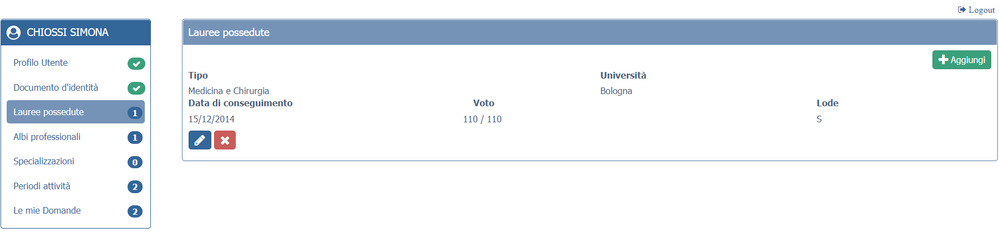 Logout
CHIOSSI SIMONA
Profilo Utente
Documento d'identità
Lauree possedute 1
Albi professionali 1
Specializzazioni 0
Periodi attività 2
Le mie Domande 2
Lauree possedute
Aggiungi
Tipo Università
Medicina e Chirurgia Bologna
Data di conseguimento Voto Lode
15/12/2014 110 / 110 S